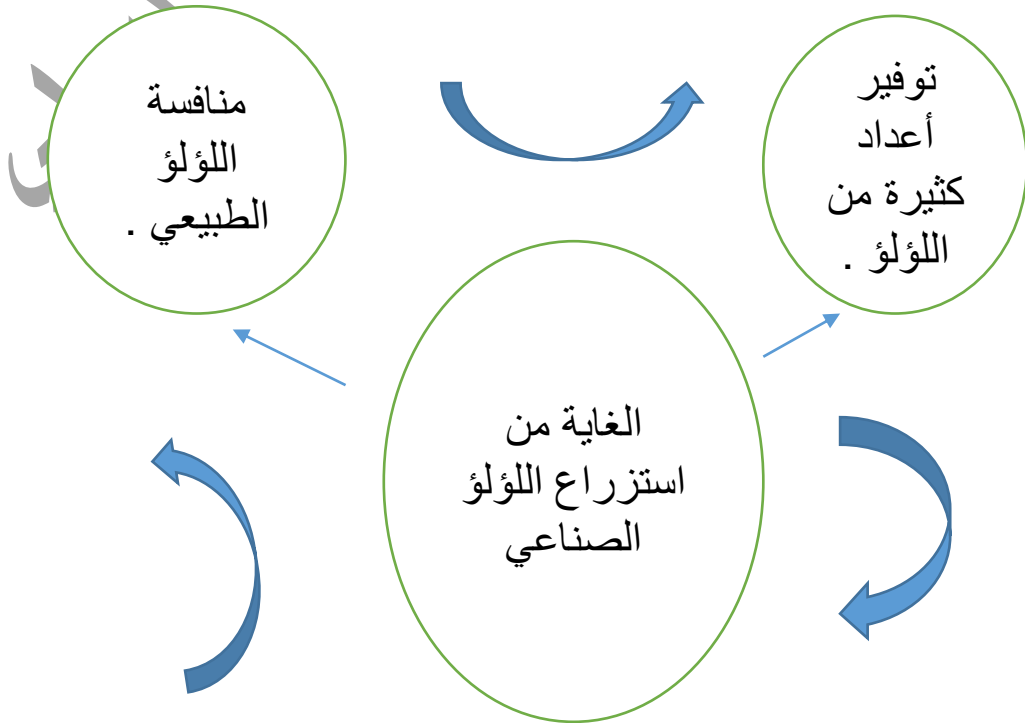 توفير
أعداد
كثيرة من
اللؤلؤ .
منافسة
اللؤلؤ
الطبيعي .
الغاية من
استزراع اللؤلؤ
الصناعي